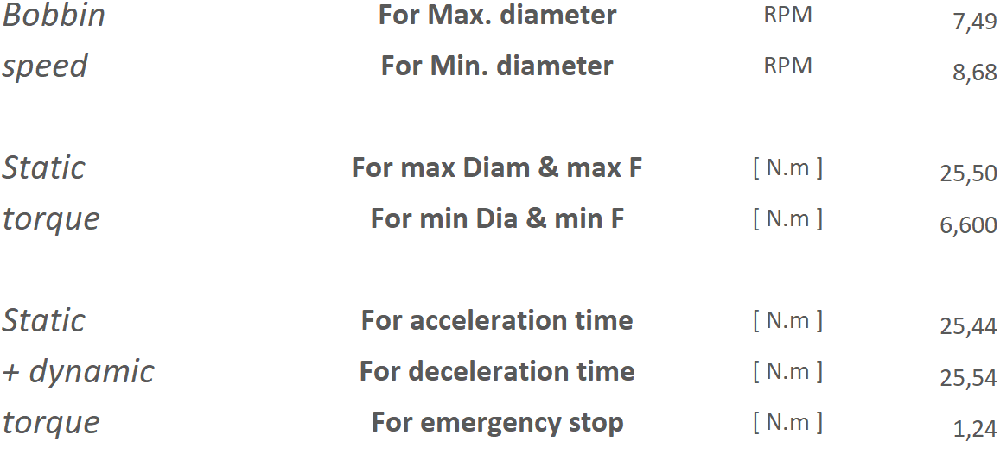 Bobbin For Max. diameter RPM 7,49
speed For Min. diameter RPM 8,68
Static For max Diam & max F [ N.m ] 25,50
torque For min Dia & min F [ N.m ] 6,600
Static For acceleration time [ N.m ] 25,44
+ dynamic For deceleration time [ N.m ] 25,54
torque For emergency stop [ N.m ] 1,24